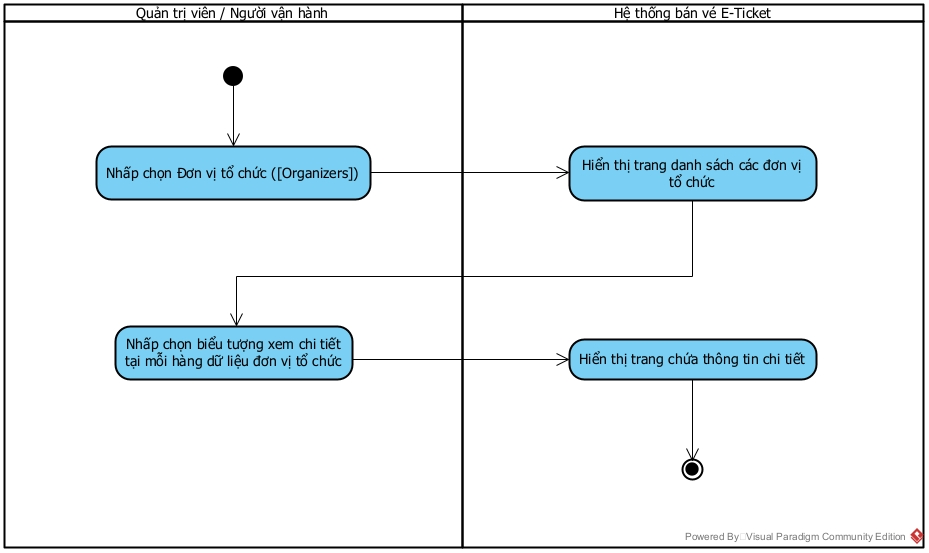 Quản trị viên / Người vận hành
Hệ thống bán vé E-Ticket
Nhấp chọn Đơn vị tổ chức ([Organizers])
Hiển thị trang danh sách các đơn vị
tổ chức
Nhấp chọn biểu tượng xem chi tiết
tại mỗi hàng dữ liệu đơn vị tổ chức
Hiển thị trang chứa thông tin chi tiết
Powered By Visual Paradigm Community Edition